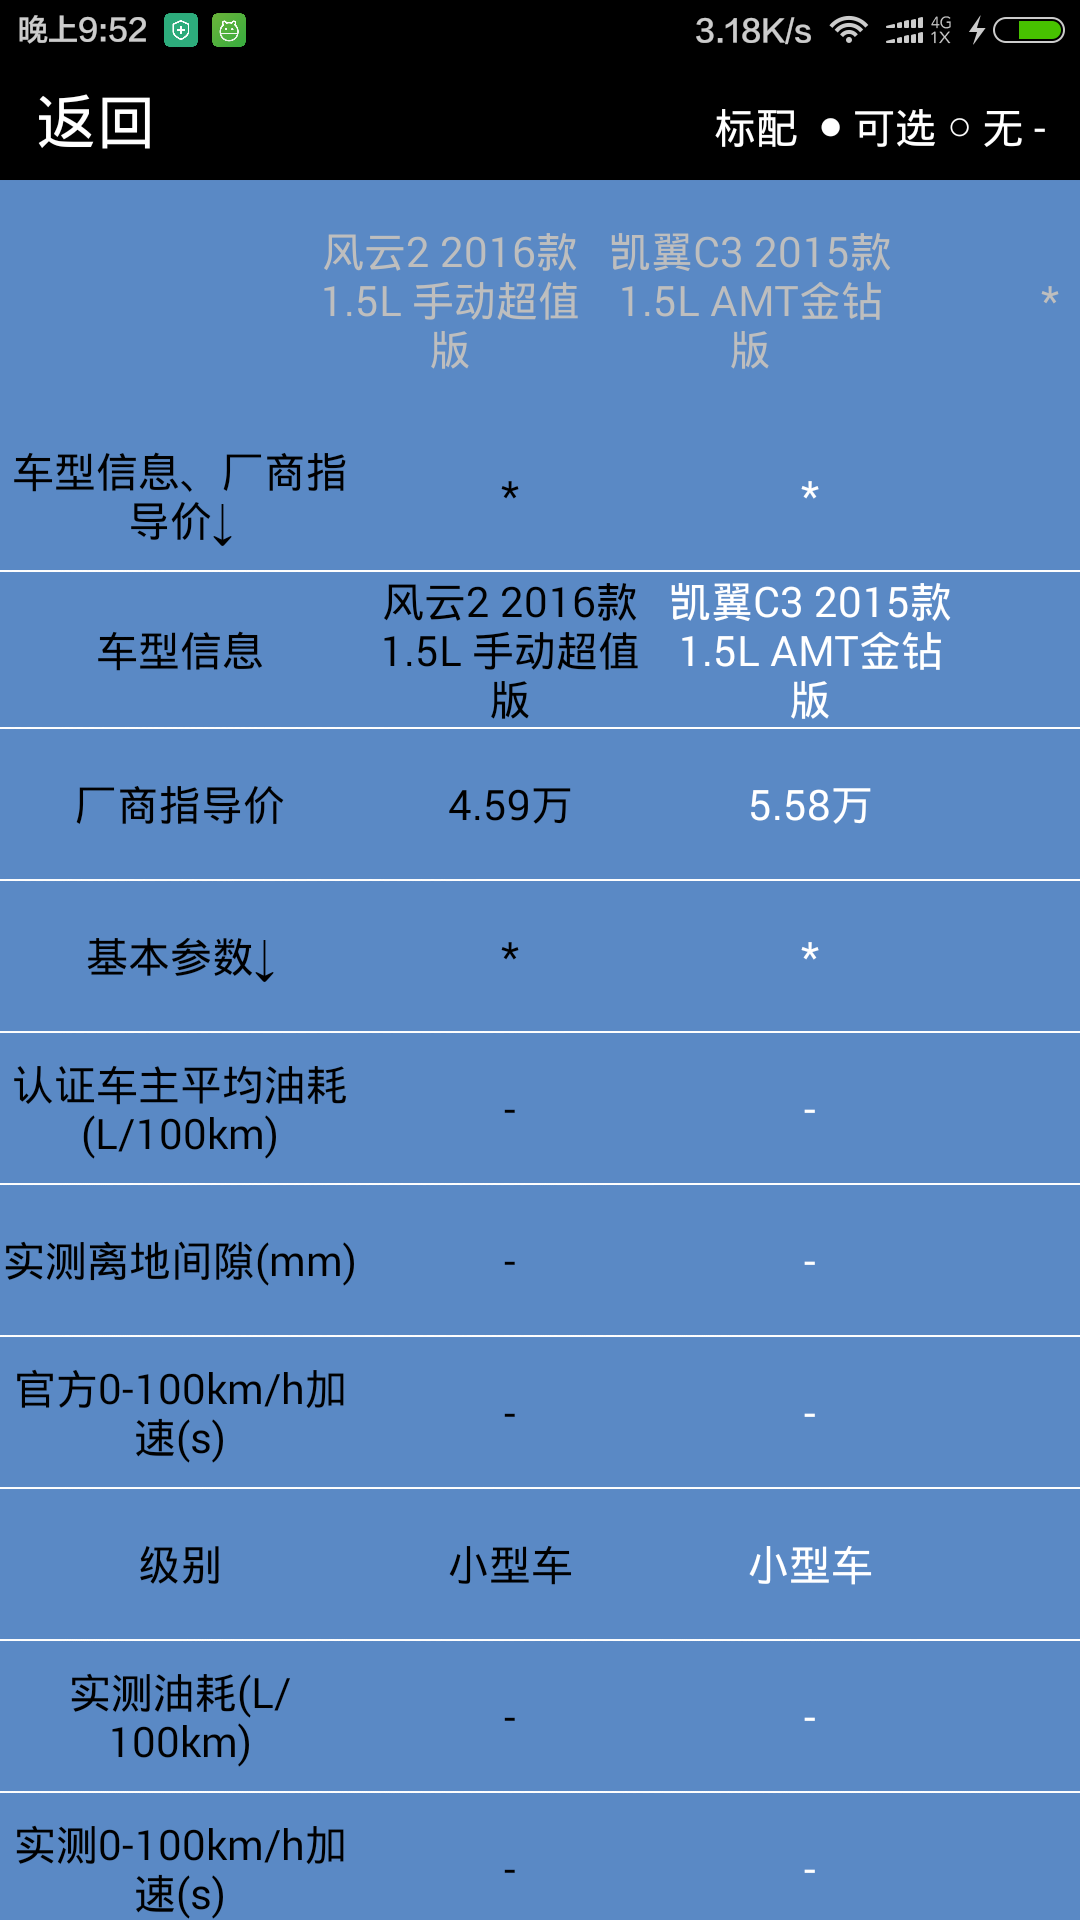 晚上9:52
3.18K/s
4G
1X
返回
标配 ● 可选 ○ 无 -
风云2 2016款
1.5L 手动超值
版
凯翼C3 2015款
1.5L AMT金钻
版
*
车型信息、厂商指
导价↓
*
*
车型信息
风云2 2016款
1.5L 手动超值
版
凯翼C3 2015款
1.5L AMT金钻
版
厂商指导价
4.59万
5.58万
基本参数↓
*
*
认证车主平均油耗
(L/100km)
-
-
实测离地间隙(mm)
-
-
官方0-100km/h加
速(s)
-
-
级别
小型车
小型车
实测油耗(L/
100km)
-
-
实测0-100km/h加
速(s)
-
-